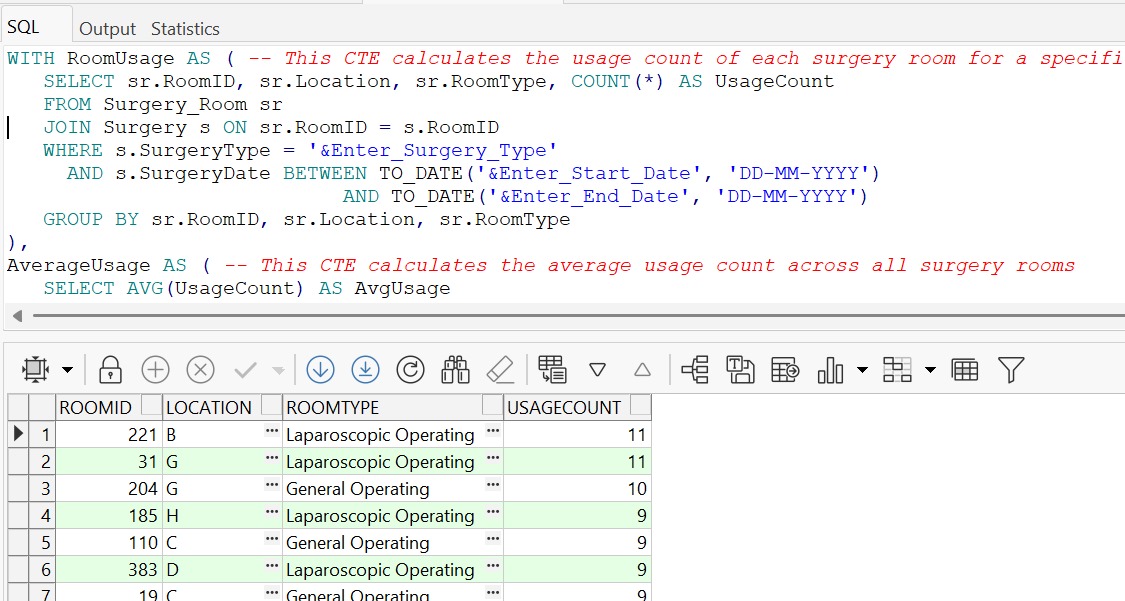 SQL Output Statistics
WITH RoomUsage AS ( -- This CTE calculates the usage count of each surgery room for a specifi
SELECT sr.RoomID, sr.Location, sr.RoomType, COUNT(*) AS UsageCount
FROM Surgery_Room sr
JOIN Surgery s ON sr.RoomID = s.RoomID
WHERE s.SurgeryType = '&Enter_Surgery_Type'
AND s.SurgeryDate BETWEEN TO_DATE('&Enter_Start_Date', 'DD-MM-YYYY')
AND TO_DATE('&Enter_End_Date', 'DD-MM-YYYY')
GROUP BY sr.RoomID, sr.Location, sr.RoomType
),
AverageUsage AS ( -- This CTE calculates the average usage count across all surgery rooms
SELECT AVG(UsageCount) AS AvgUsage
ROOMID LOCATION ROOMTYPE USAGECOUNT
1 221 B ... Laparoscopic Operating ... 11
2 31 G ... Laparoscopic Operating ... 11
3 204 G ... General Operating ... 10
4 185 H ... Laparoscopic Operating ... 9
5 110 C ... General Operating ... 9
6 383 D ... Laparoscopic Operating ... 9
7 19 C ... General Operating ... 9